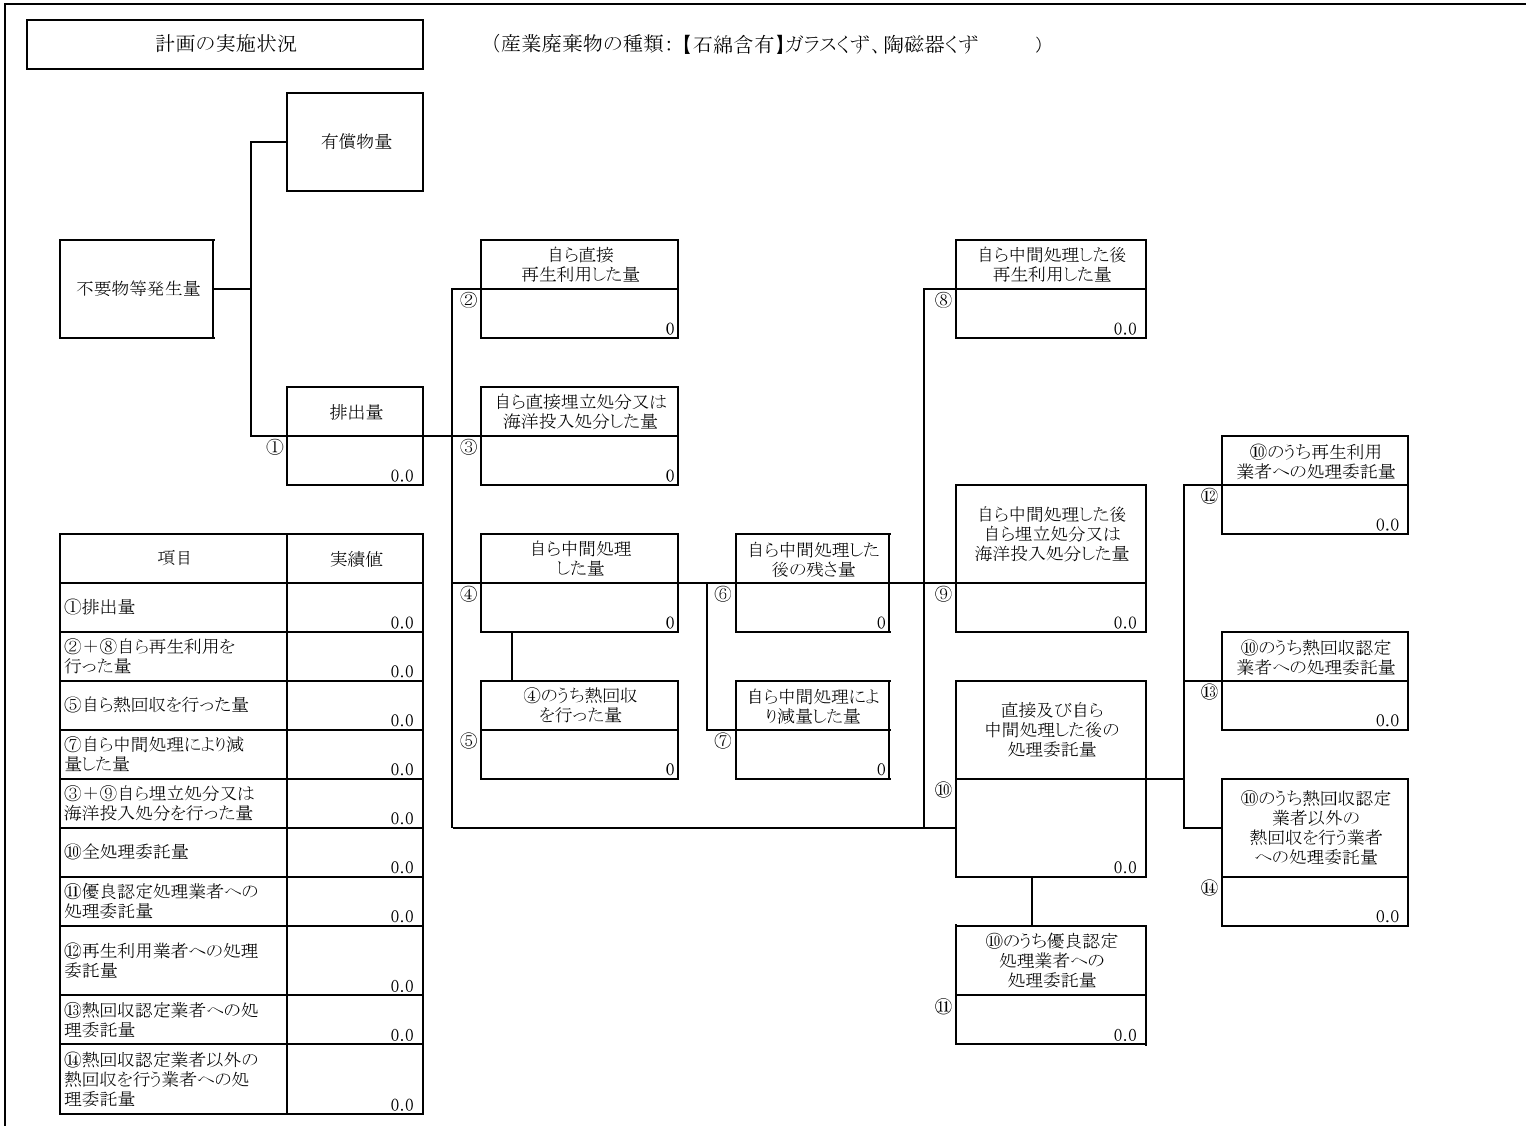 計画の実施状況
（産業廃棄物の種類：【石綿含有】ガラスくず、陶磁器くず　　　）
有償物量
不要物等発生量
自ら直接
再生利用した量
②
0
自ら中間処理した後
再生利用した量
⑧
0.0
排出量
①
0.0
自ら直接埋立処分又は
海洋投入処分した量
③
0
⑩のうち再生利用
業者への処理委託量
⑫
0.0
自ら中間処理した後
自ら埋立処分又は
海洋投入処分した量
⑨
0.0
自ら中間処理
した量
④
0
自ら中間処理した
後の残さ量
⑥
0
⑩のうち熱回収認定
業者への処理委託量
⑬
0.0
④のうち熱回収
を行った量
⑤
0
自ら中間処理によ
り減量した量
⑦
0
直接及び自ら
中間処理した後の
処理委託量
⑩
0.0
⑩のうち熱回収認定
業者以外の
熱回収を行う業者
への処理委託量
⑭
0.0
⑩のうち優良認定
処理業者への
処理委託量
⑪
0.0
項目 実績値
①排出量
0.0
②＋⑧自ら再生利用を
行った量
0.0
⑤自ら熱回収を行った量
0.0
⑦自ら中間処理により減
量した量
0.0
③＋⑨自ら埋立処分又は
海洋投入処分を行った量
0.0
⑩全処理委託量
0.0
⑪優良認定処理業者への
処理委託量
0.0
⑫再生利用業者への処理
委託量
0.0
⑬熱回収認定業者への処
理委託量
0.0
⑭熱回収認定業者以外の
熱回収を行う業者への処
理委託量
0.0